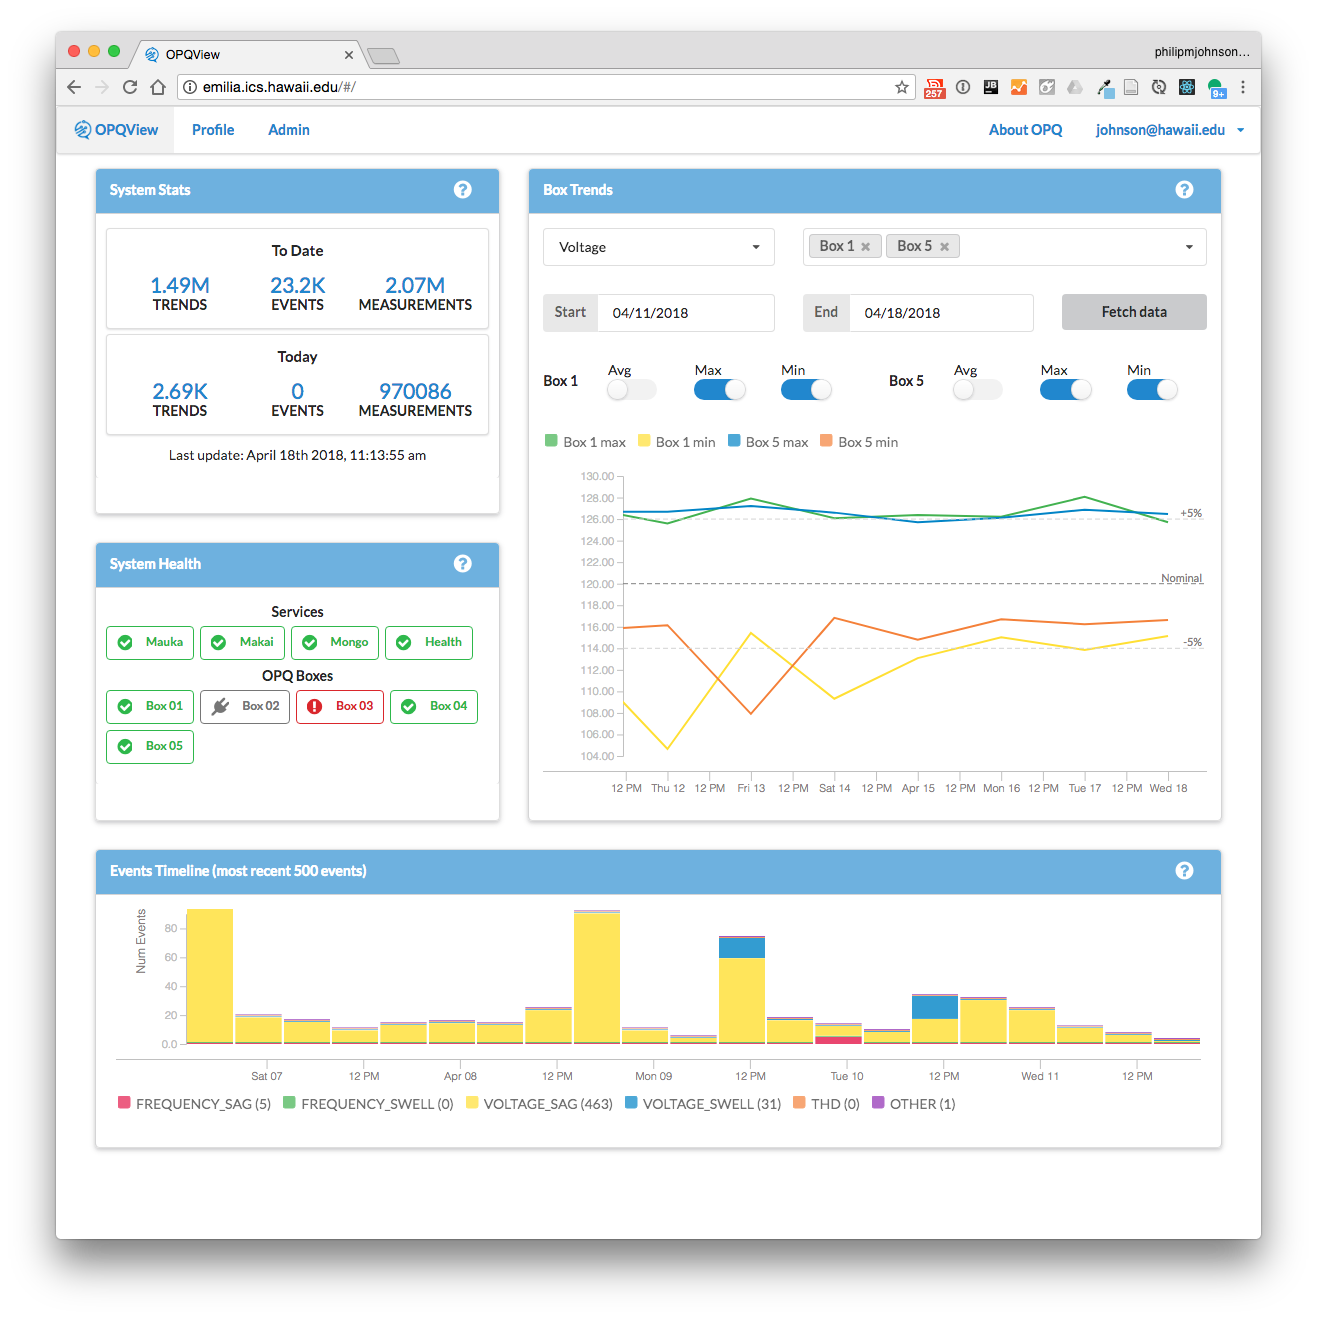 OPQView
philipmjohnson...
emilia.ics.hawaii.edu/#/
257
JB
9+
OPQView Profile Admin About OPQ johnson@hawaii.edu
System Stats ?
To Date
1.49M 23.2K 2.07M
TRENDS EVENTS MEASUREMENTS
Today
2.69K 0 970086
TRENDS EVENTS MEASUREMENTS
Last update: April 18th 2018, 11:13:55 am
System Health ?
Services
Mauka Makai Mongo Health
OPQ Boxes
Box 01 Box 02 Box 03 Box 04
Box 05
Box Trends ?
Voltage Box 1 Box 5
Start 04/11/2018 End 04/18/2018 Fetch data
Box 1 Avg Max Min Box 5 Avg Max Min
Box 1 max Box 1 min Box 5 max Box 5 min
130.00
128.00
126.00
124.00
122.00
120.00
118.00
116.00
114.00
112.00
110.00
108.00
106.00
104.00
+5%
Nominal
-5%
12 PM Thu 12 12 PM Fri 13 12 PM Sat 14 12 PM Apr 15 12 PM Mon 16 12 PM Tue 17 12 PM Wed 18
Events Timeline (most recent 500 events) ?
Num Events
80
60
40
20
0.0
Sat 07 12 PM Apr 08 12 PM Mon 09 12 PM Tue 10 12 PM Wed 11 12 PM
FREQUENCY_SAG (5) FREQUENCY_SWELL (0) VOLTAGE_SAG (463) VOLTAGE_SWELL (31) THD (0) OTHER (1)